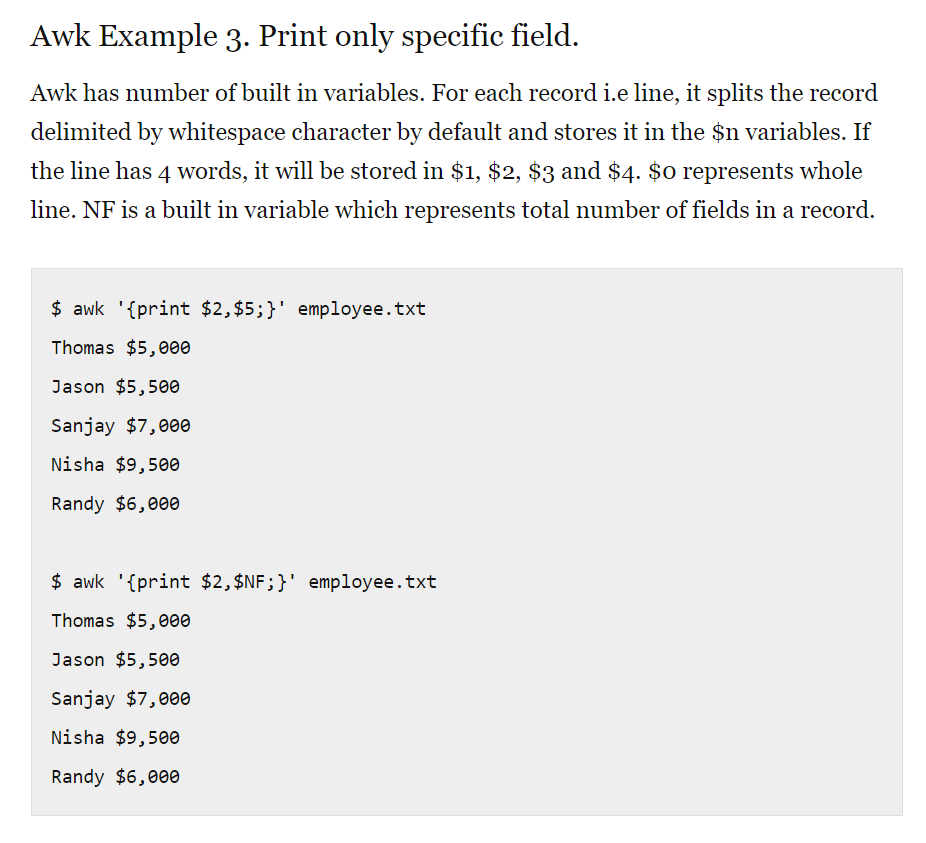 Awk Example 3. Print only specific field.
Awk has number of built in variables. For each record i.e line, it splits the record
delimited by whitespace character by default and stores it in the $n variables. If
the line has 4 words, it will be stored in $1, $2, $3 and $4. $0 represents whole
line. NF is a built in variable which represents total number of fields in a record.
$ awk '{print $2,$5;}' employee.txt
Thomas $5,000
Jason $5,500
Sanjay $7,000
Nisha $9,500
Randy $6,000
$ awk '{print $2,$NF;}' employee.txt
Thomas $5,000
Jason $5,500
Sanjay $7,000
Nisha $9,500
Randy $6,000